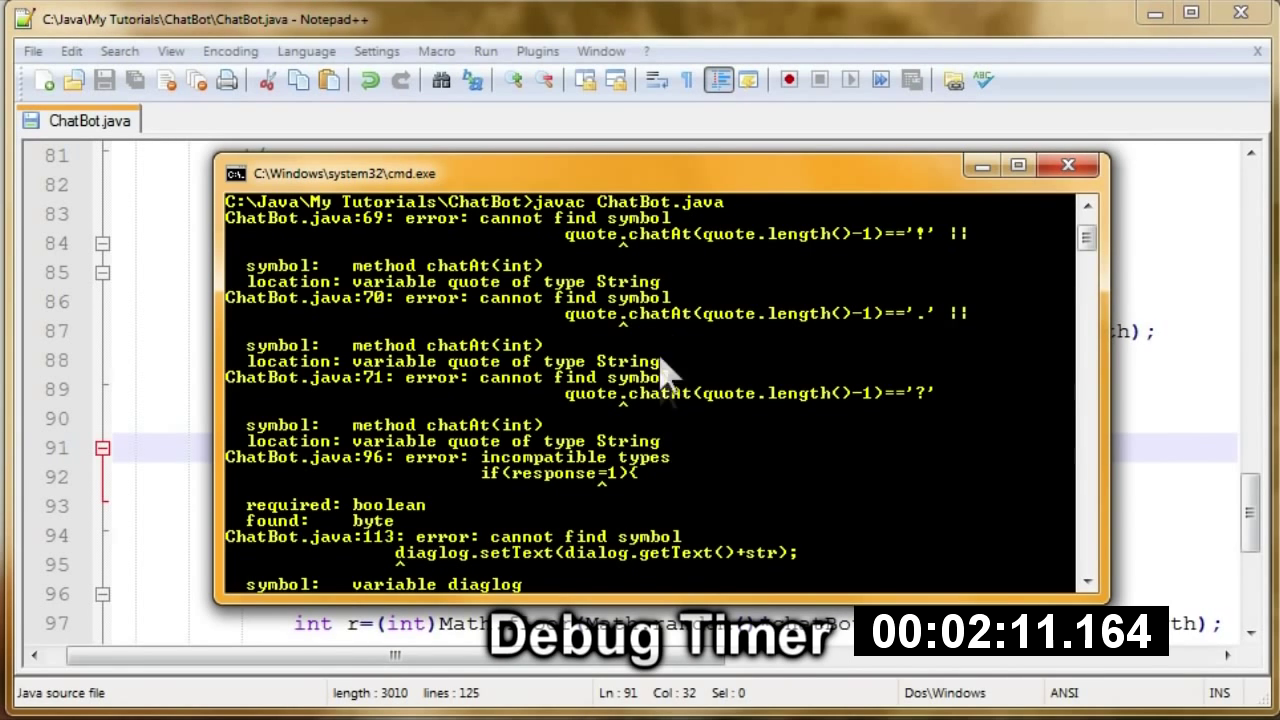 C:\Java\My Tutorials\ChatBot\ChatBot.java - Notepad++
File Edit Search View Encoding Language Settings Macro Run Plugins Window ? X
ChatBot.java
81
82
83
84
85
86
87 th);
88
89
90
91
92
93
94
95
96
97 int r=(int)Math
C:\Windows\system32\cmd.exe
C:\Java\My Tutorials\ChatBot>javac ChatBot.java
ChatBot.java:69: error: cannot find symbol
quote.chatAt(quote.length()-1)=='!' ||
^
symbol: method chatAt(int)
location: variable quote of type String
ChatBot.java:70: error: cannot find symbol
quote.chatAt(quote.length()-1)=='.' ||
^
symbol: method chatAt(int)
location: variable quote of type String
ChatBot.java:71: error: cannot find symbol
quote.chatAt(quote.length()-1)=='?'
^
symbol: method chatAt(int)
location: variable quote of type String
ChatBot.java:96: error: incompatible types
if(response=1){
^
required: boolean
found: byte
ChatBot.java:113: error: cannot find symbol
diaglog.setText(dialog.getText()+str);
^
symbol: variable diaglog
th);
Debug Timer 00:02:11.164
Java source file length : 3010 lines : 125 Ln : 91 Col : 32 Sel : 0 Dos\Windows ANSI INS